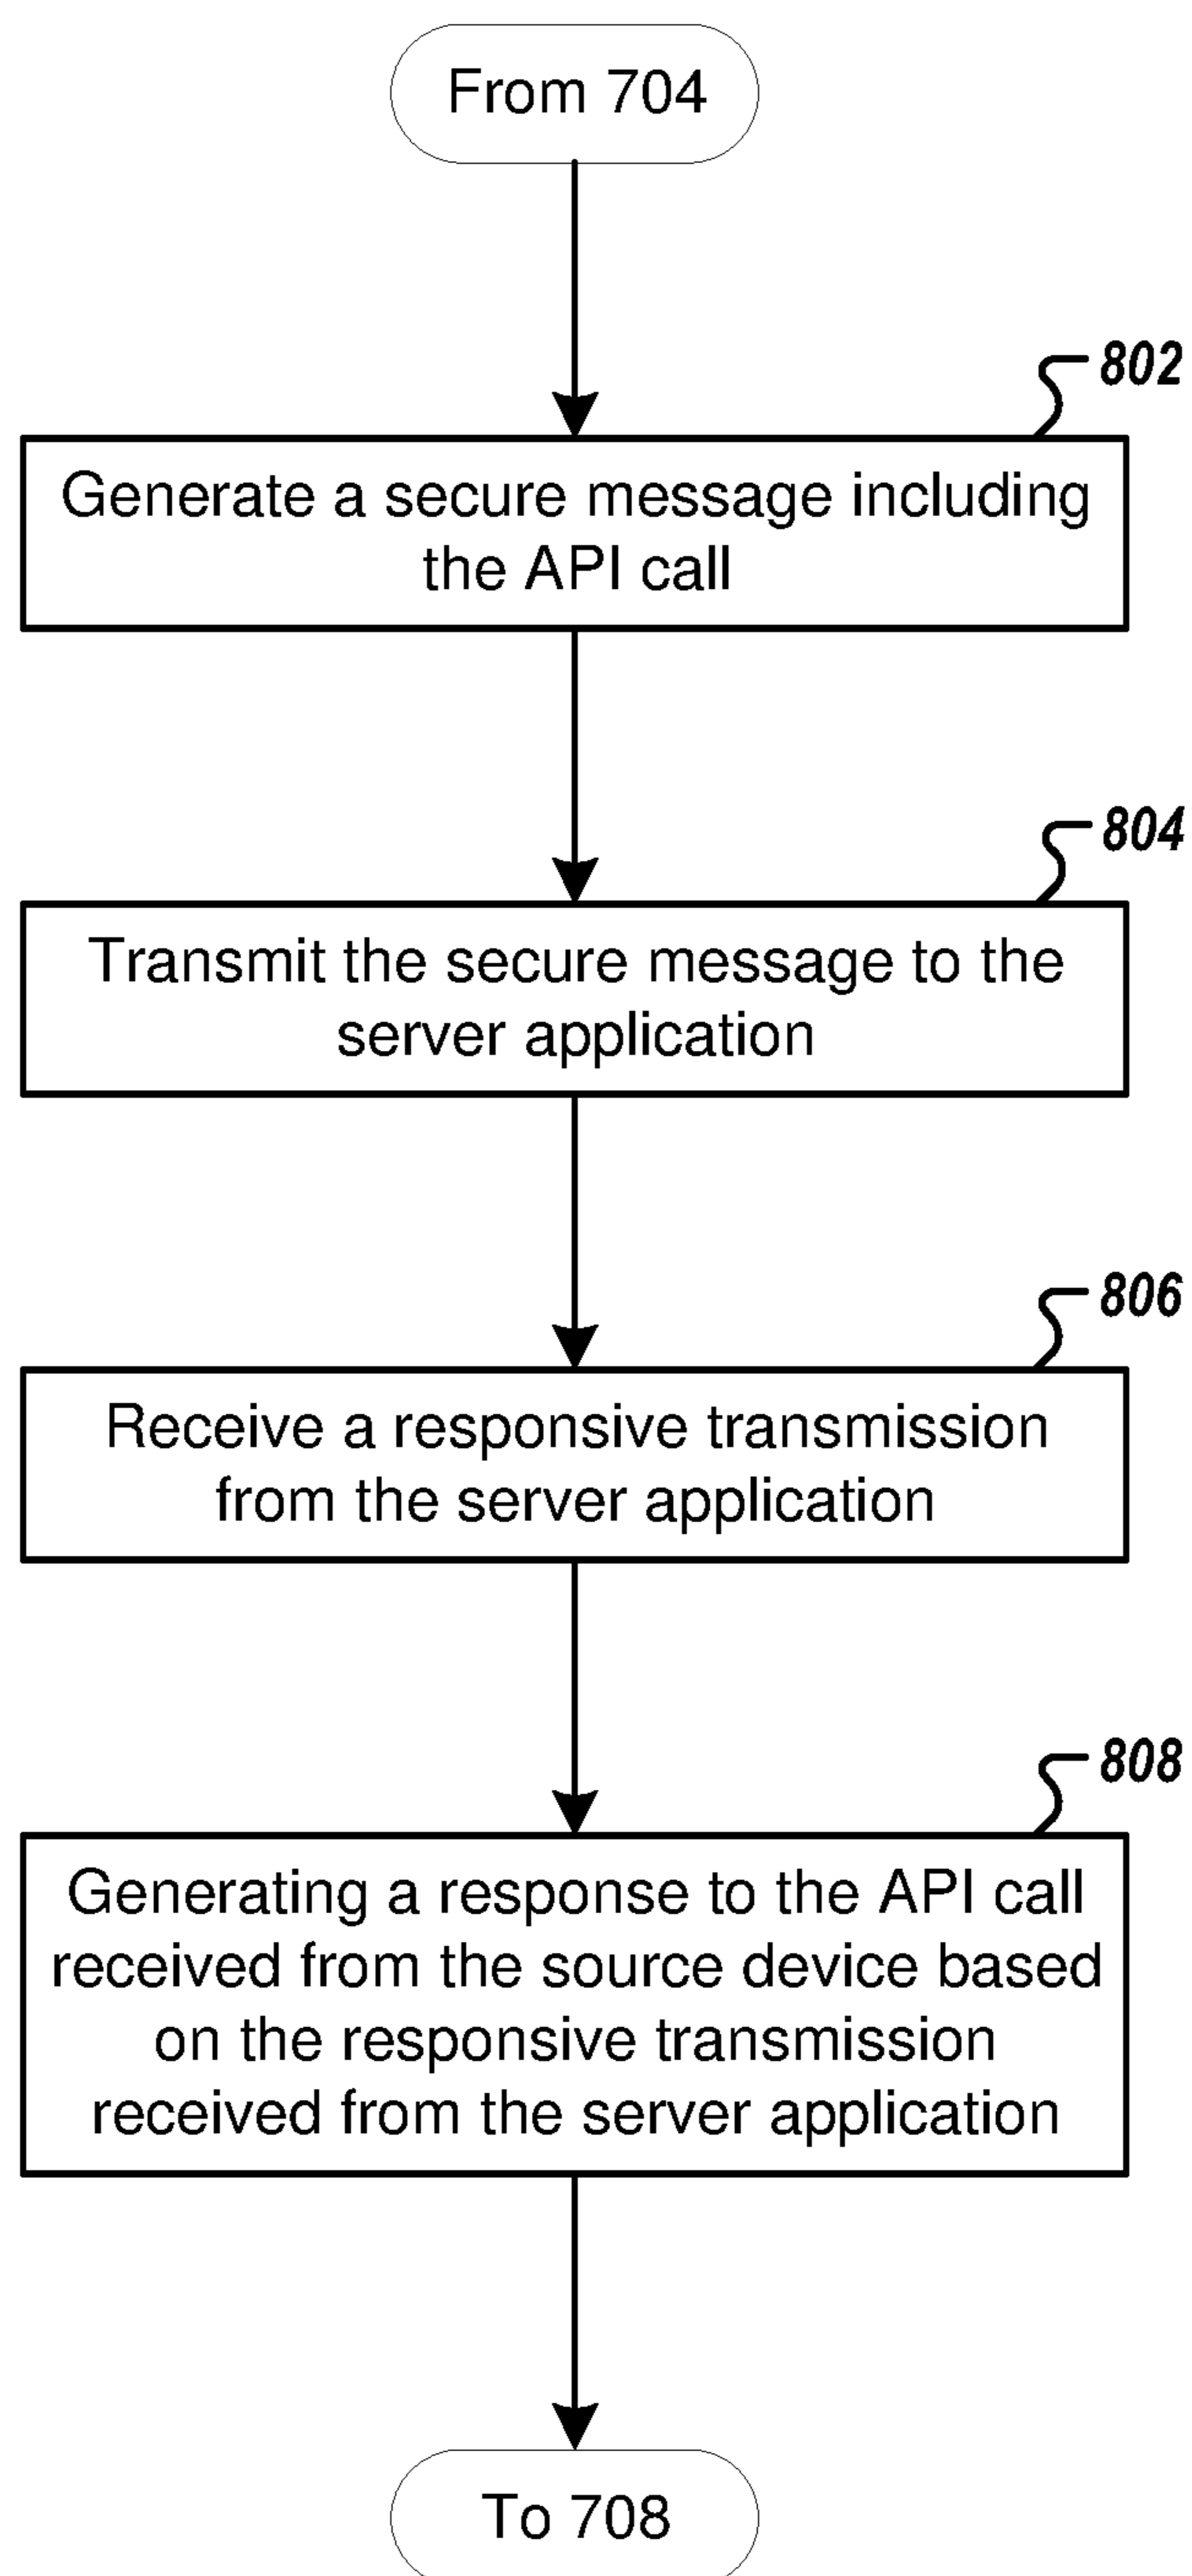 From 704
802
Generate a secure message including
the API call
804
Transmit the secure message to the
server application
806
Receive a responsive transmission
from the server application
808
Generating a response to the API call
received from the source device based
on the responsive transmission
received from the server application
To 708